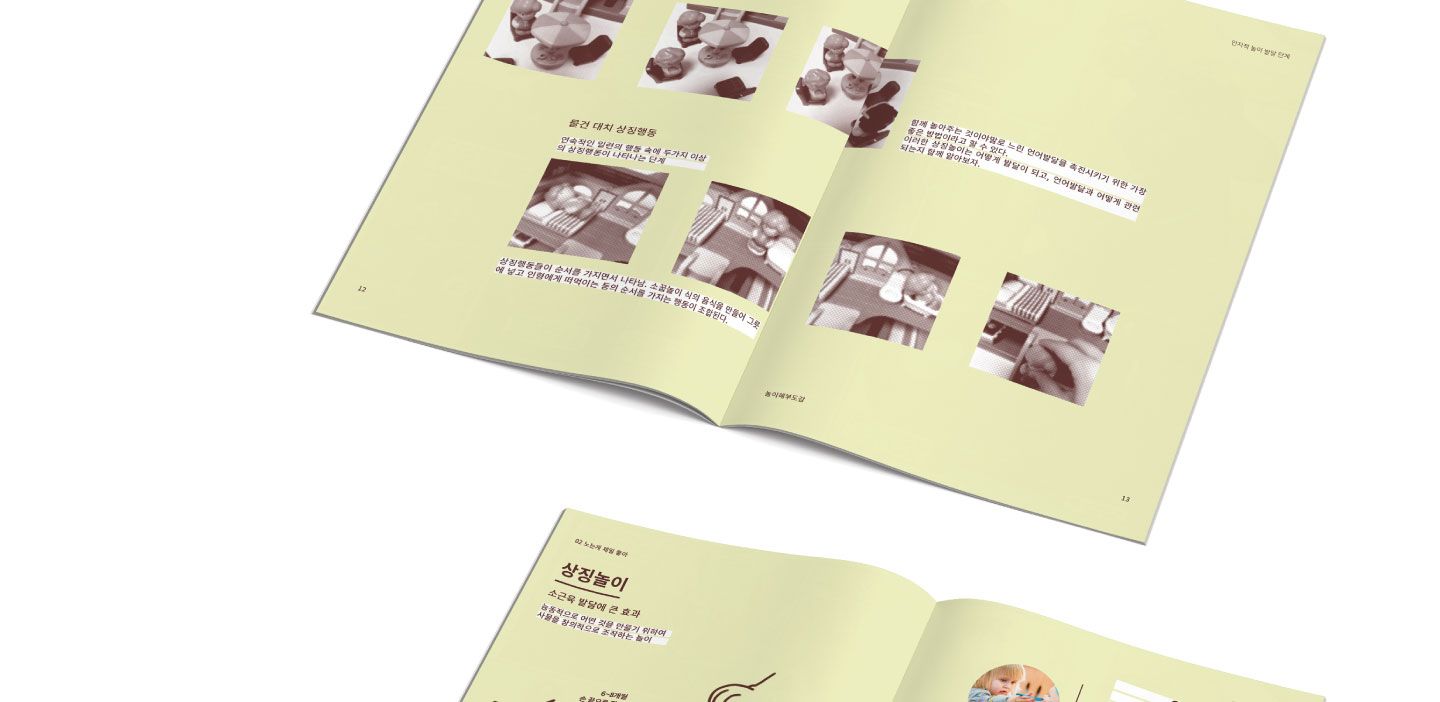 인지적 놀이 발달 단계
물건 대치 상징행동
연속적인 일련의 행동 속에 두가지 이상
의 상징행동이 나타나는 단계
상징행동들이 순서를 가지면서 나타남. 소꿉놀이 식의 음식을 만들어 그릇
에 넣고 인형에게 떠먹이는 등의 순서를 가지는 행동이 조합된다.
12
함께 놀아주는 것이야말로 느린 언어발달을 촉진시키기 위한 가장
좋은 방법이라고 할 수 있다.
이러한 상징놀이는 어떻게 발달이 되고, 언어발달과 어떻게 관련
되는지 함께 알아보자.
놀이해부도감
13
02 노는게 제일 좋아
상징놀이
소근육 발달에 큰 효과
능동적으로 어떤 것을 만들기 위하여
사물을 창의적으로 조작하는 놀이
6~8개월